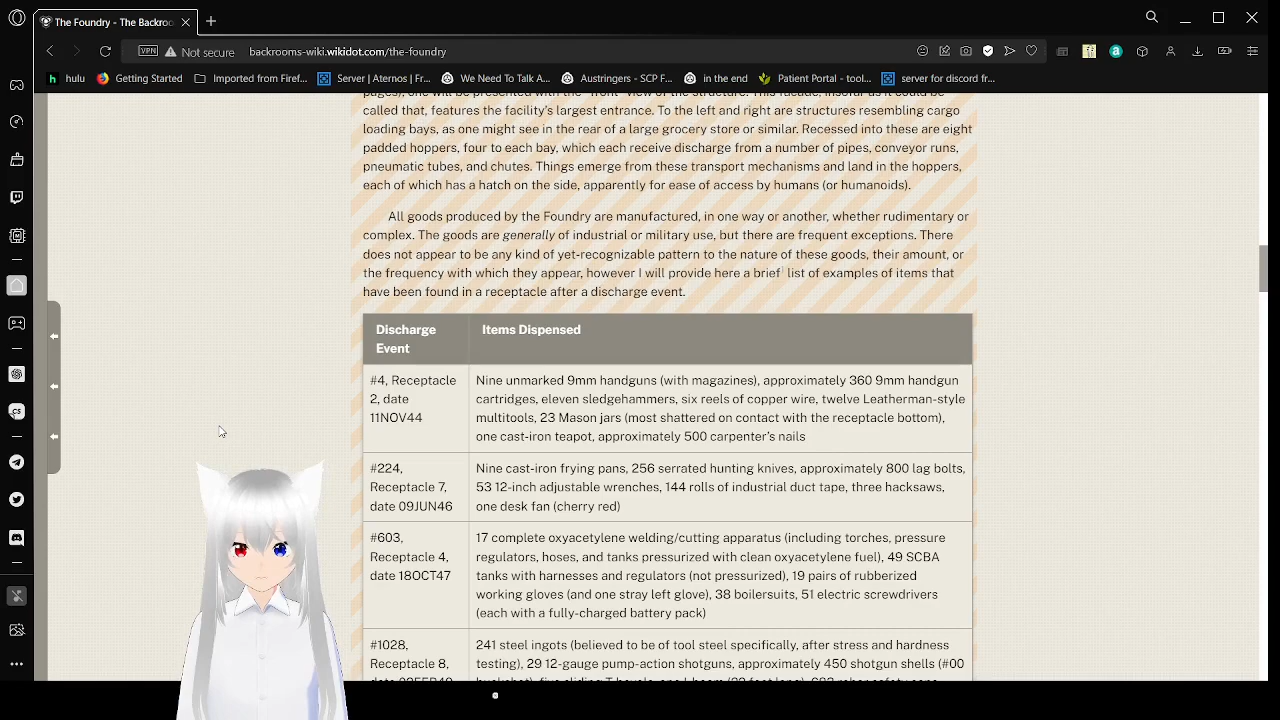 The Foundry - The Backroo
VPN
Not secure
backrooms-wiki.wikidot.com/the-foundry
hulu
Getting Started
Imported from Firef...
Server | Aternos | Fr...
We Need To Talk A...
Austringers - SCP F...
in the end
Patient Portal - tool...
server for discord fr...
called that, features the facility's largest entrance. To the left and right are structures resembling cargo
loading bays, as one might see in the rear of a large grocery store or similar. Recessed into these are eight
padded hoppers, four to each bay, which each receive discharge from a number of pipes, conveyor runs,
pneumatic tubes, and chutes. Things emerge from these transport mechanisms and land in the hoppers,
each of which has a hatch on the side, apparently for ease of access by humans (or humanoids).
All goods produced by the Foundry are manufactured, in one way or another, whether rudimentary or
complex. The goods are generally of industrial or military use, but there are frequent exceptions. There
does not appear to be any kind of yet-recognizable pattern to the nature of these goods, their amount, or
the frequency with which they appear, however I will provide here a brief list of examples of items that
have been found in a receptacle after a discharge event.
Discharge
Event
Items Dispensed
#4, Receptacle
2, date
11NOV44
Nine unmarked 9mm handguns (with magazines), approximately 360 9mm handgun
cartridges, eleven sledgehammers, six reels of copper wire, twelve Leatherman-style
multitools, 23 Mason jars (most shattered on contact with the receptacle bottom),
one cast-iron teapot, approximately 500 carpenter's nails
#224,
Receptacle 7,
date 09JUN46
Nine cast-iron frying pans, 256 serrated hunting knives, approximately 800 lag bolts,
53 12-inch adjustable wrenches, 144 rolls of industrial duct tape, three hacksaws,
one desk fan (cherry red)
#603,
Receptacle 4,
date 18OCT47
17 complete oxyacetylene welding/cutting apparatus (including torches, pressure
regulators, hoses, and tanks pressurized with clean oxyacetylene fuel), 49 SCBA
tanks with harnesses and regulators (not pressurized), 19 pairs of rubberized
working gloves (and one stray left glove), 38 boilersuits, 51 electric screwdrivers
(each with a fully-charged battery pack)
#1028,
Receptacle 8,
241 steel ingots (believed to be of tool steel specifically, after stress and hardness
testing), 29 12-gauge pump-action shotguns, approximately 450 shotgun shells (#00